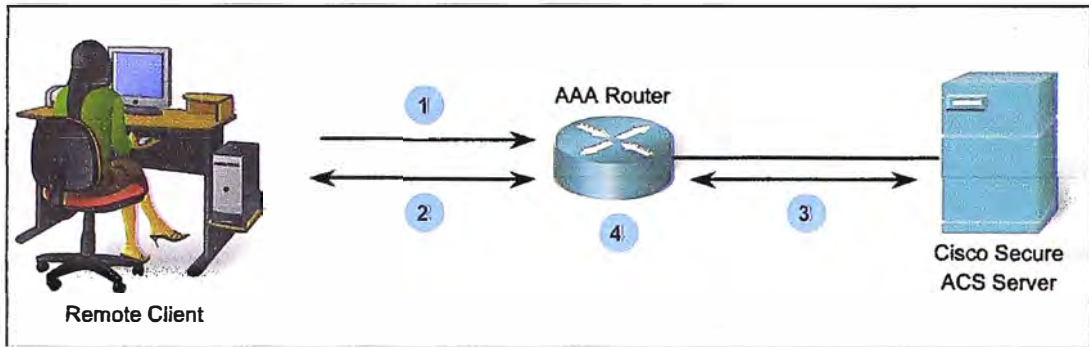 1
AAA Router
2
4
3
Cisco Secure
ACS Server
Remote Client